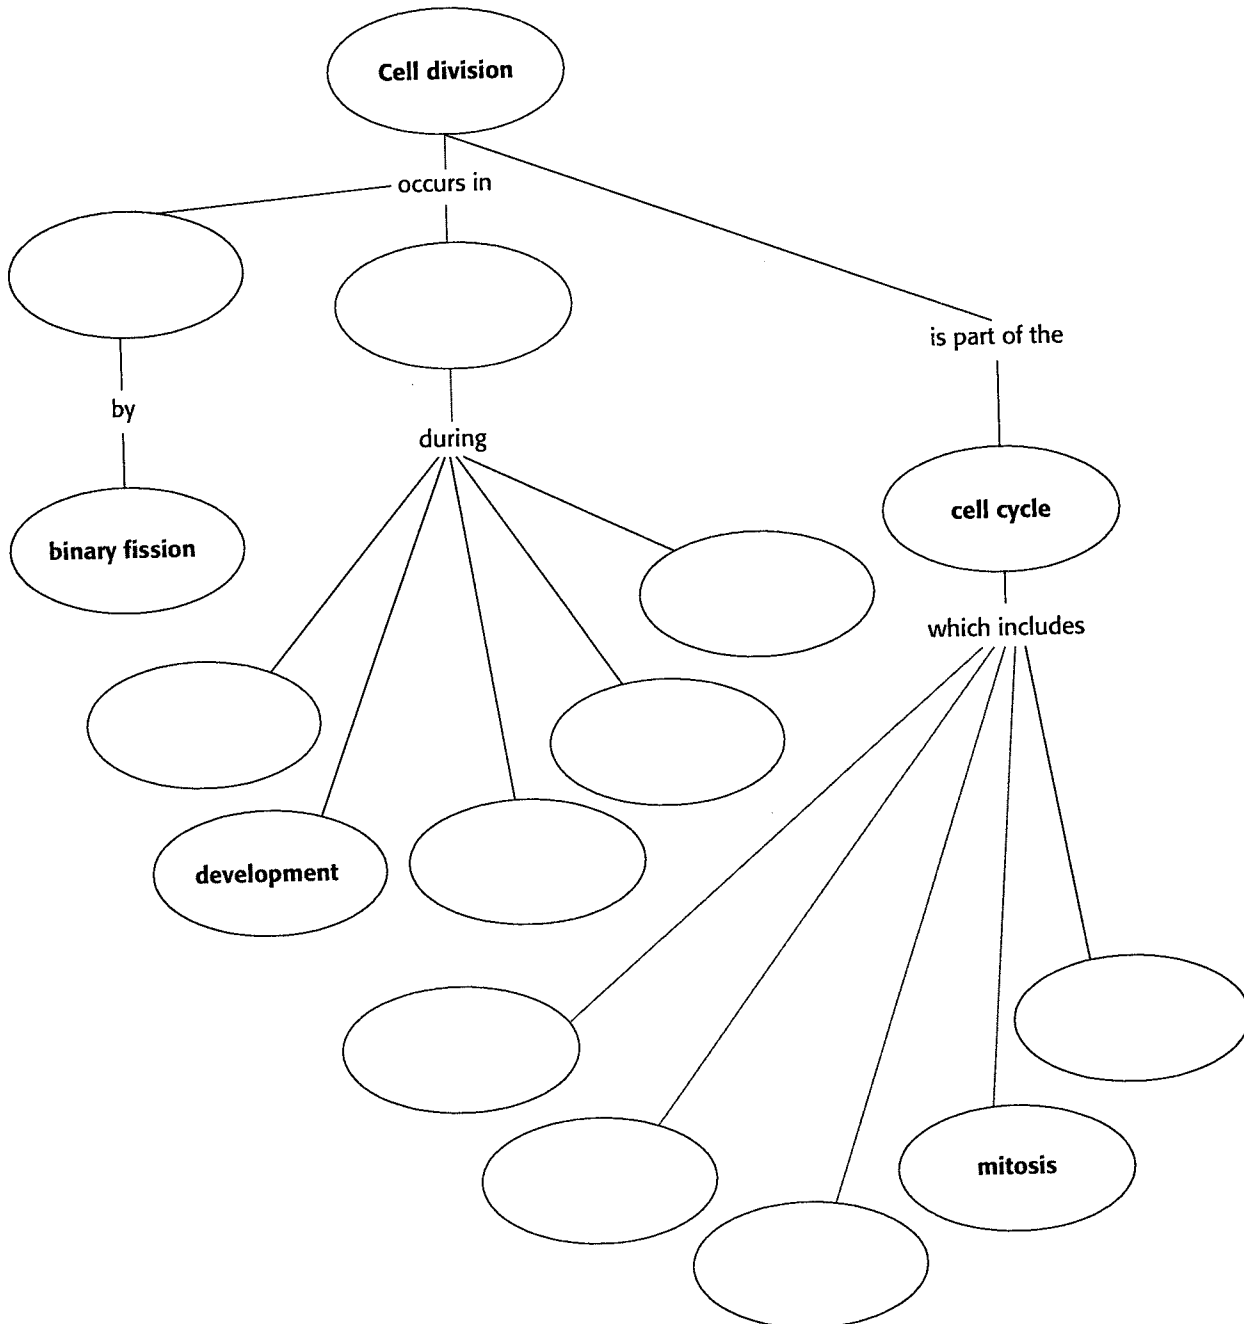 Cell division
occurs in
is part of the
by
during
cell cycle
binary fission
which includes
development
mitosis